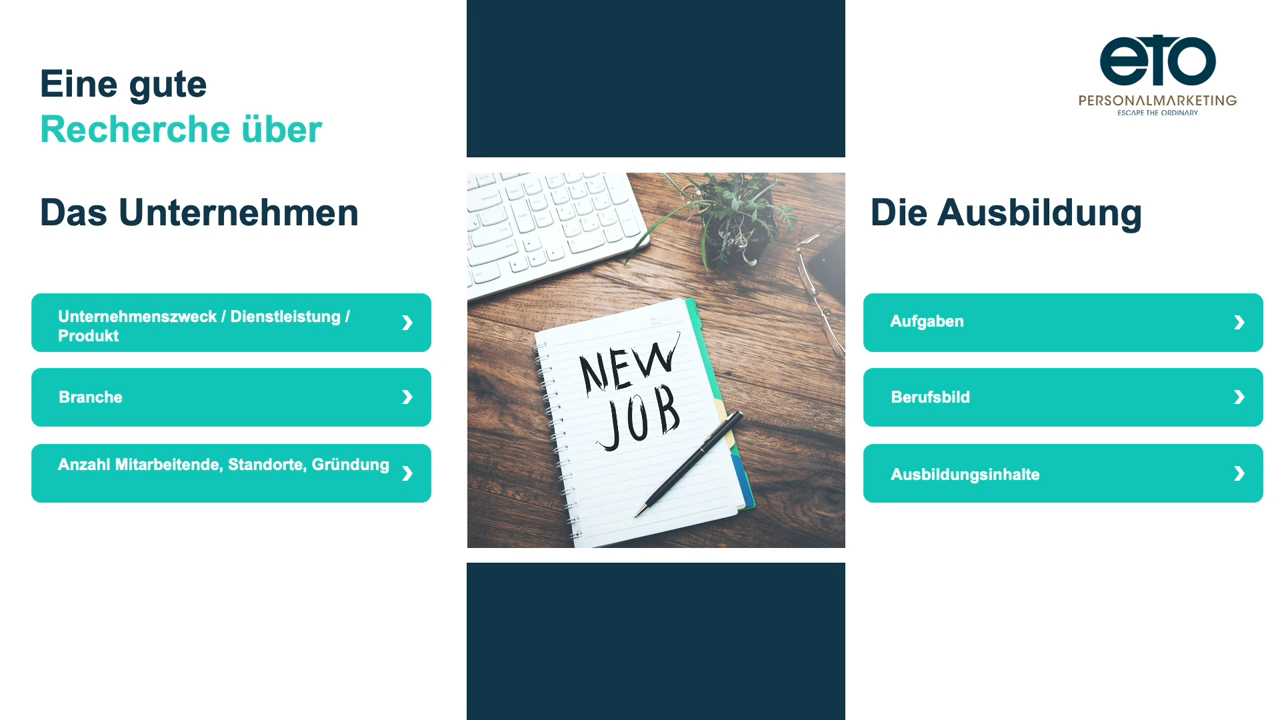 Eine gute
Recherche über
eto
PERSONALMARKETING
ESCAPE THE ORDINARY
Das Unternehmen
Unternehmenszweck / Dienstleistung /
Produkt
Branche
Anzahl Mitarbeitende, Standorte, Gründung
NEW
JOB
Die Ausbildung
Aufgaben
Berufsbild
Ausbildungsinhalte